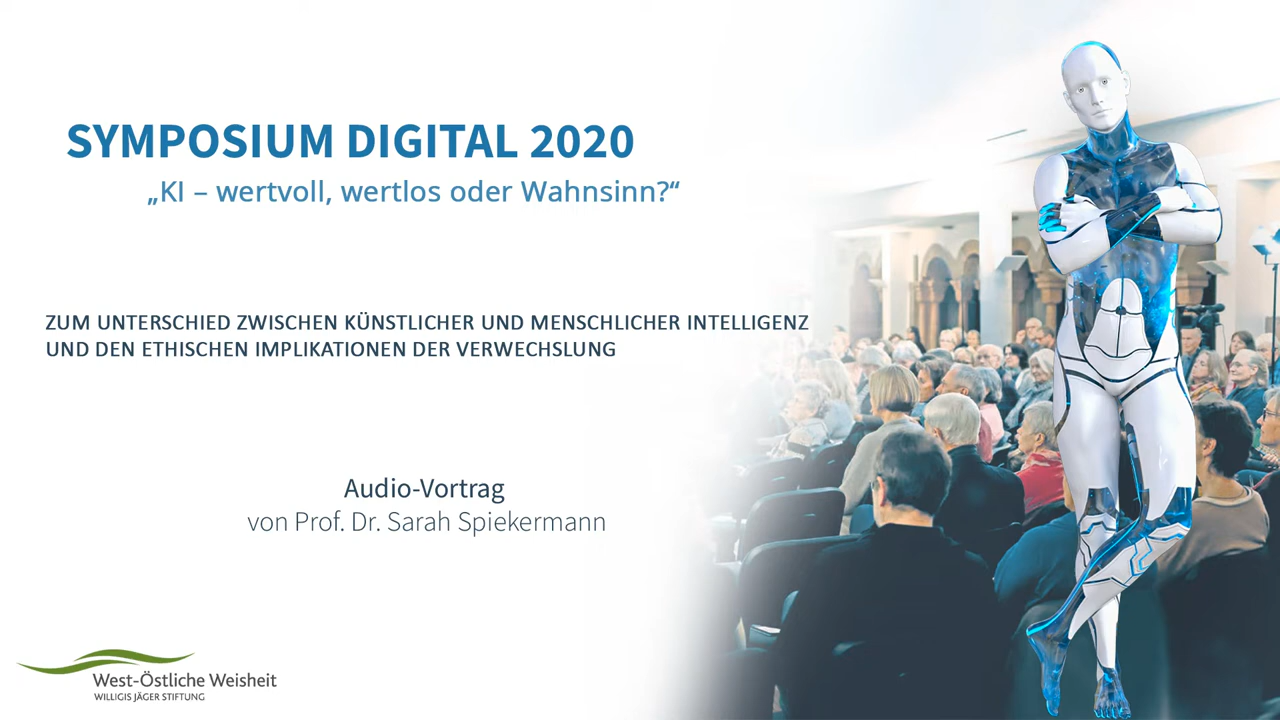 SYMPOSIUM DIGITAL 2020
„KI – wertvoll, wertlos oder Wahnsinn?“
ZUM UNTERSCHIED ZWISCHEN KÜNSTLICHER UND MENSCHLICHER INTELLIGENZ
UND DEN ETHISCHEN IMPLIKATIONEN DER VERWECHSLUNG
Audio-Vortrag
von Prof. Dr. Sarah Spiekermann
West-Östliche Weisheit
WILLIGIS JÄGER STIFTUNG